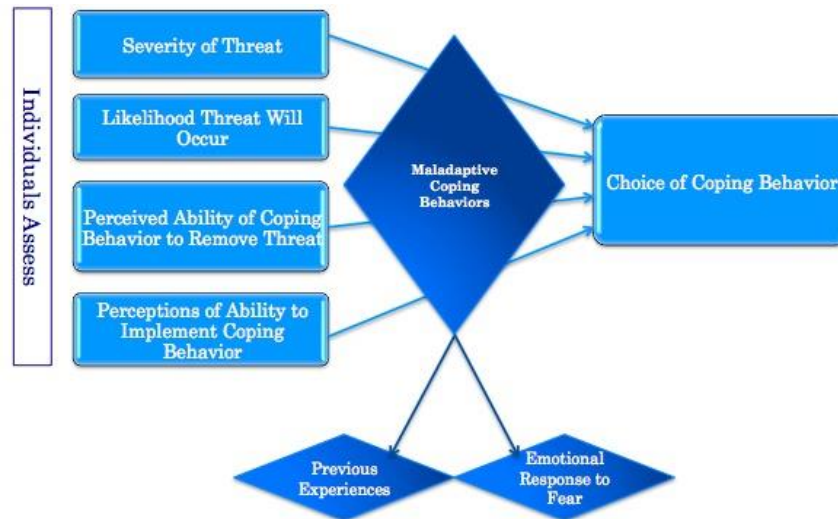 Individuals Assess
Severity of Threat
Likelihood Threat Will
Occur
Perceived Ability of Coping
Behavior to Remove Threat
Perceptions of Ability to
Implement Coping
Behavior
Maladaptive
Coping
Behaviors
Choice of Coping Behavior
Previous
Experiences
Emotional
Response to
Fear